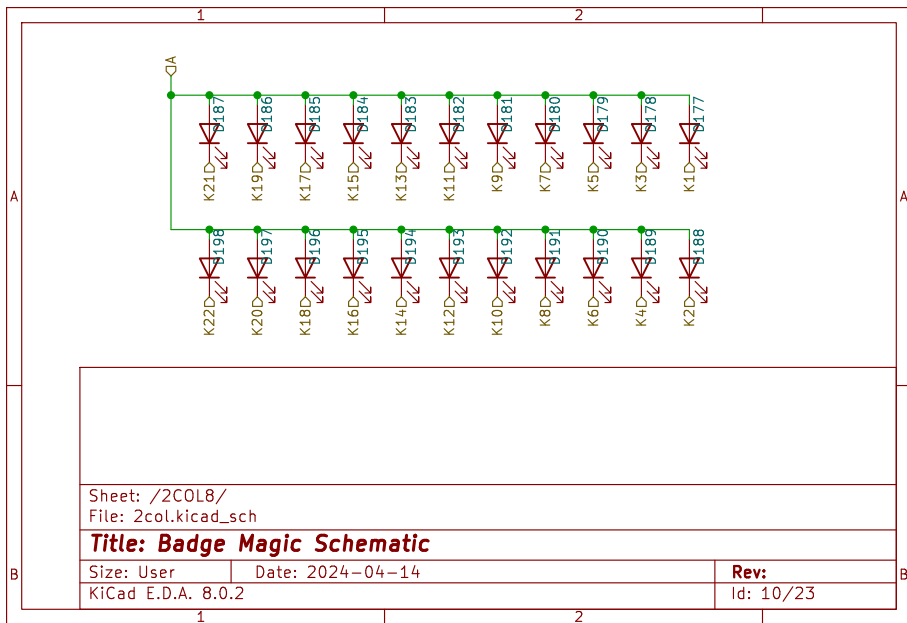 1 2
A
D187 D186 D185 D184 D183 D182 D181 D180 D179 D178 D177
K21 K19 K17 K15 K13 K11 K9 K7 K5 K3 K1
A A
D198 D197 D196 D195 D194 D193 D192 D191 D190 D189 D188
K22 K20 K18 K16 K14 K12 K10 K8 K6 K4 K2
Sheet: /2COL8/
File: 2col.kicad_sch
Title: Badge Magic Schematic
B B
Size: User Date: 2024-04-14 Rev:
KiCad E.D.A. 8.0.2 Id: 10/23
1 2